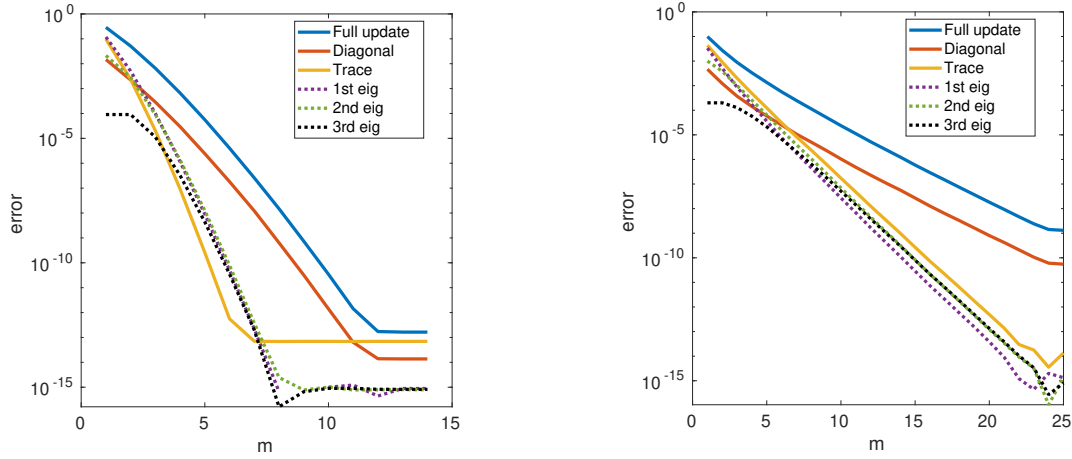 10^0
10^-5
10^-10
10^-15
error
0
5
10
15
m
Full update
Diagonal
Trace
1st eig
2nd eig
3rd eig
10^0
10^-5
10^-10
10^-15
error
0
5
10
15
20
25
m
Full update
Diagonal
Trace
1st eig
2nd eig
3rd eig